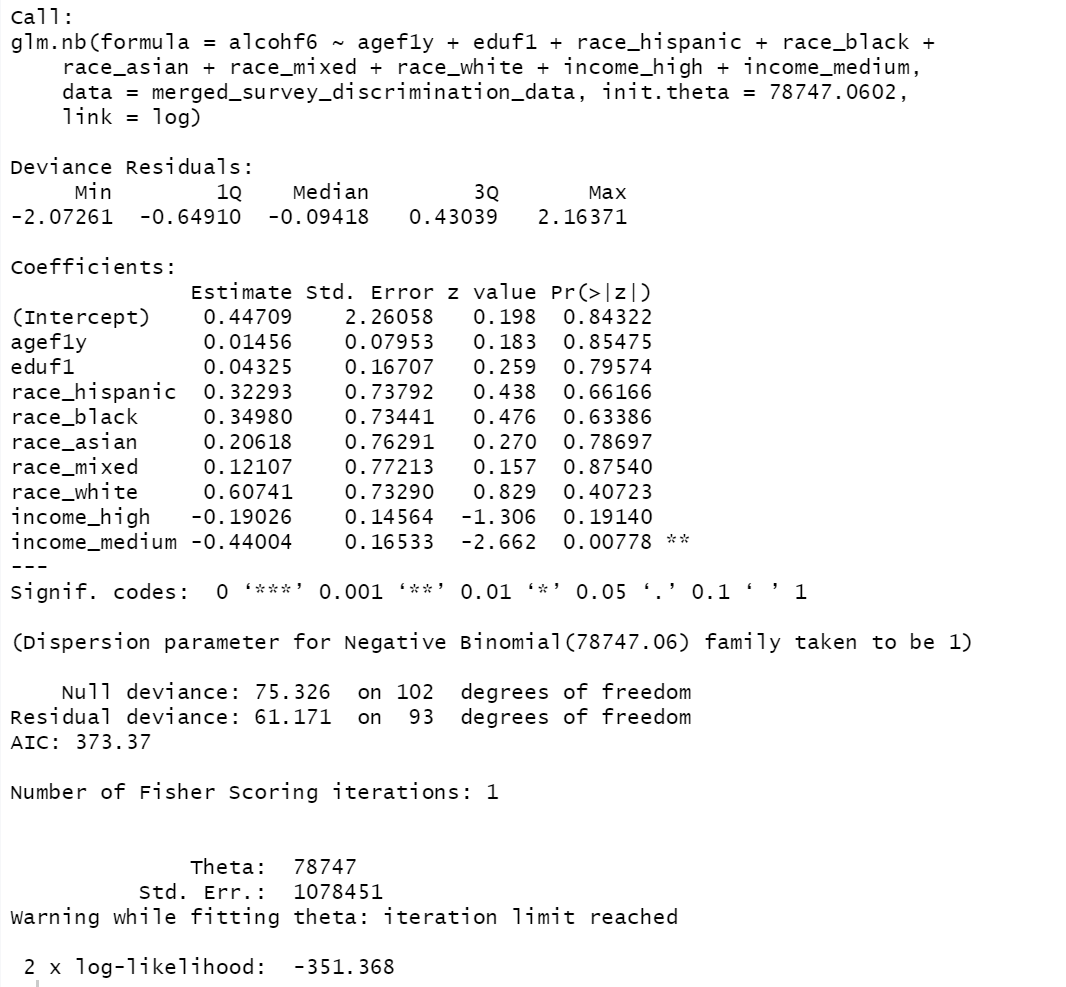 Call:
glm.nb(formula = alcohf6 ~ agef1y + eduf1 + race_hispanic + race_black +
    race_asian + race_mixed + race_white + income_high + income_medium,
    data = merged_survey_discrimination_data, init.theta = 78747.0602,
    link = log)

Deviance Residuals:
     Min        1Q    Median        3Q       Max
-2.07261  -0.64910  -0.09418   0.43039   2.16371

Coefficients:
              Estimate Std. Error z value Pr(>|z|)
(Intercept)    0.44709    2.26058   0.198  0.84322
agef1y         0.01456    0.07953   0.183  0.85475
eduf1          0.04325    0.16707   0.259  0.79574
race_hispanic  0.32293    0.73792   0.438  0.66166
race_black     0.34980    0.73441   0.476  0.63386
race_asian     0.20618    0.76291   0.270  0.78697
race_mixed     0.12107    0.77213   0.157  0.87540
race_white     0.60741    0.73290   0.829  0.40723
income_high   -0.19026    0.14564  -1.306  0.19140
income_medium -0.44004    0.16533  -2.662  0.00778 **
---
Signif. codes:  0 ‘***’ 0.001 ‘**’ 0.01 ‘*’ 0.05 ‘.’ 0.1 ‘ ’ 1

(Dispersion parameter for Negative Binomial(78747.06) family taken to be 1)

    Null deviance: 75.326  on 102  degrees of freedom
Residual deviance: 61.171  on  93  degrees of freedom
AIC: 373.37

Number of Fisher Scoring iterations: 1


              Theta:  78747
          Std. Err.:  1078451
Warning while fitting theta: iteration limit reached

 2 x log-likelihood:  -351.368